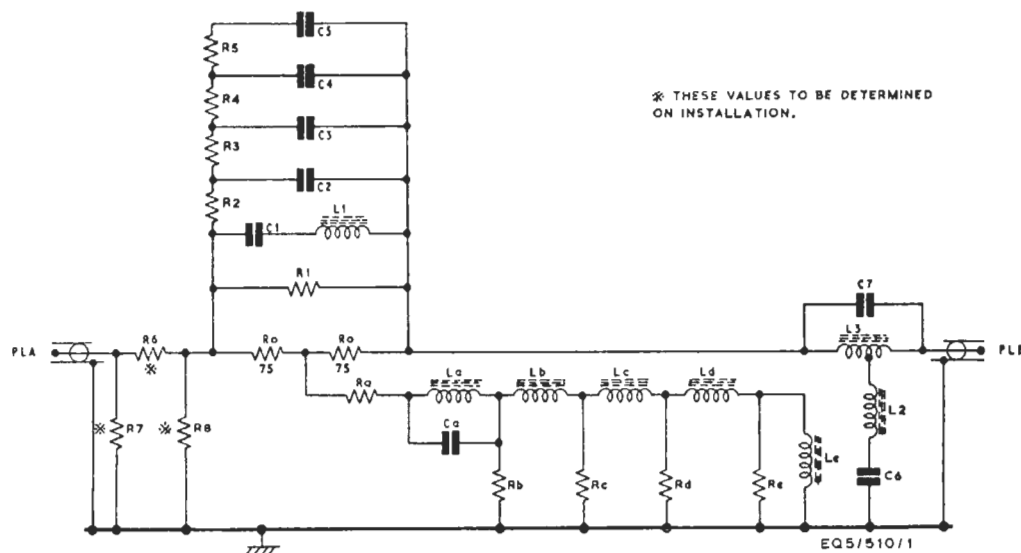 C5
R5
C4
R4
※ THESE VALUES TO BE DETERMINED
ON INSTALLATION.
C3
R3
C2
R2
L1
C1
R1
C7
L3
PLA
R6
※
Ro
75
Ro
75
PLB
Ra
La
Lb
Lc
Ld
Ca
L2
※ R7
※ R8
Rb
Rc
Rd
Re
Le
C6
EQ5/510/1